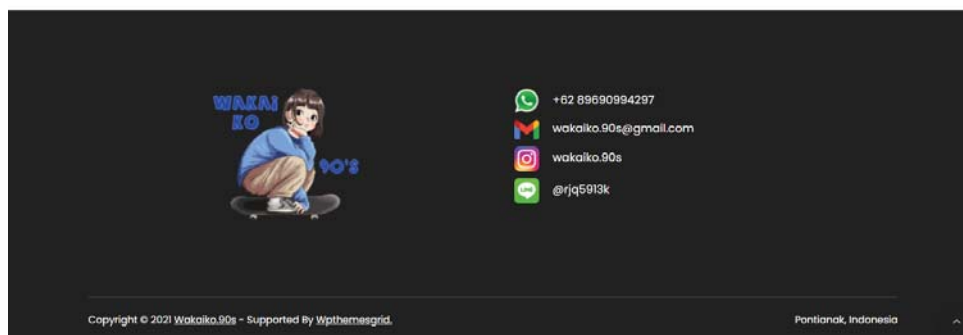 WAKAI
KO
90'S
+62 89690994297
wakaiko.90s@gmail.com
wakaiko.90s
LINE
@rjq5913k
Copyright © 2021 Wakaiko.90s - Supported By Wpthemesgrid.
Pontianak, Indonesia